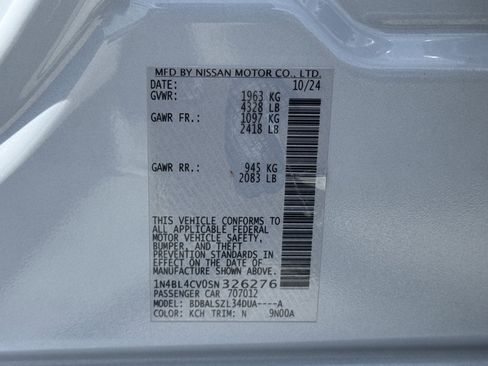 MFD BY NISSAN MOTOR CO., LTD.
DATE: 10/24
GVWR: 1963 KG
4328 LB
GAWR FR.: 1097 KG
2418 LB
GAWR RR.: 945 KG
2083 LB
THIS VEHICLE CONFORMS TO
ALL APPLICABLE FEDERAL
MOTOR VEHICLE SAFETY,
BUMPER, AND THEFT
PREVENTION STANDARDS IN
EFFECT ON THE DATE OF
MANUFACTURE SHOWN ABOVE.
1N4BL4CV0SN326276
PASSENGER CAR 707012
MODEL: BDBALSZL34DUA----A
COLOR: KCH TRIM: N 9N00A